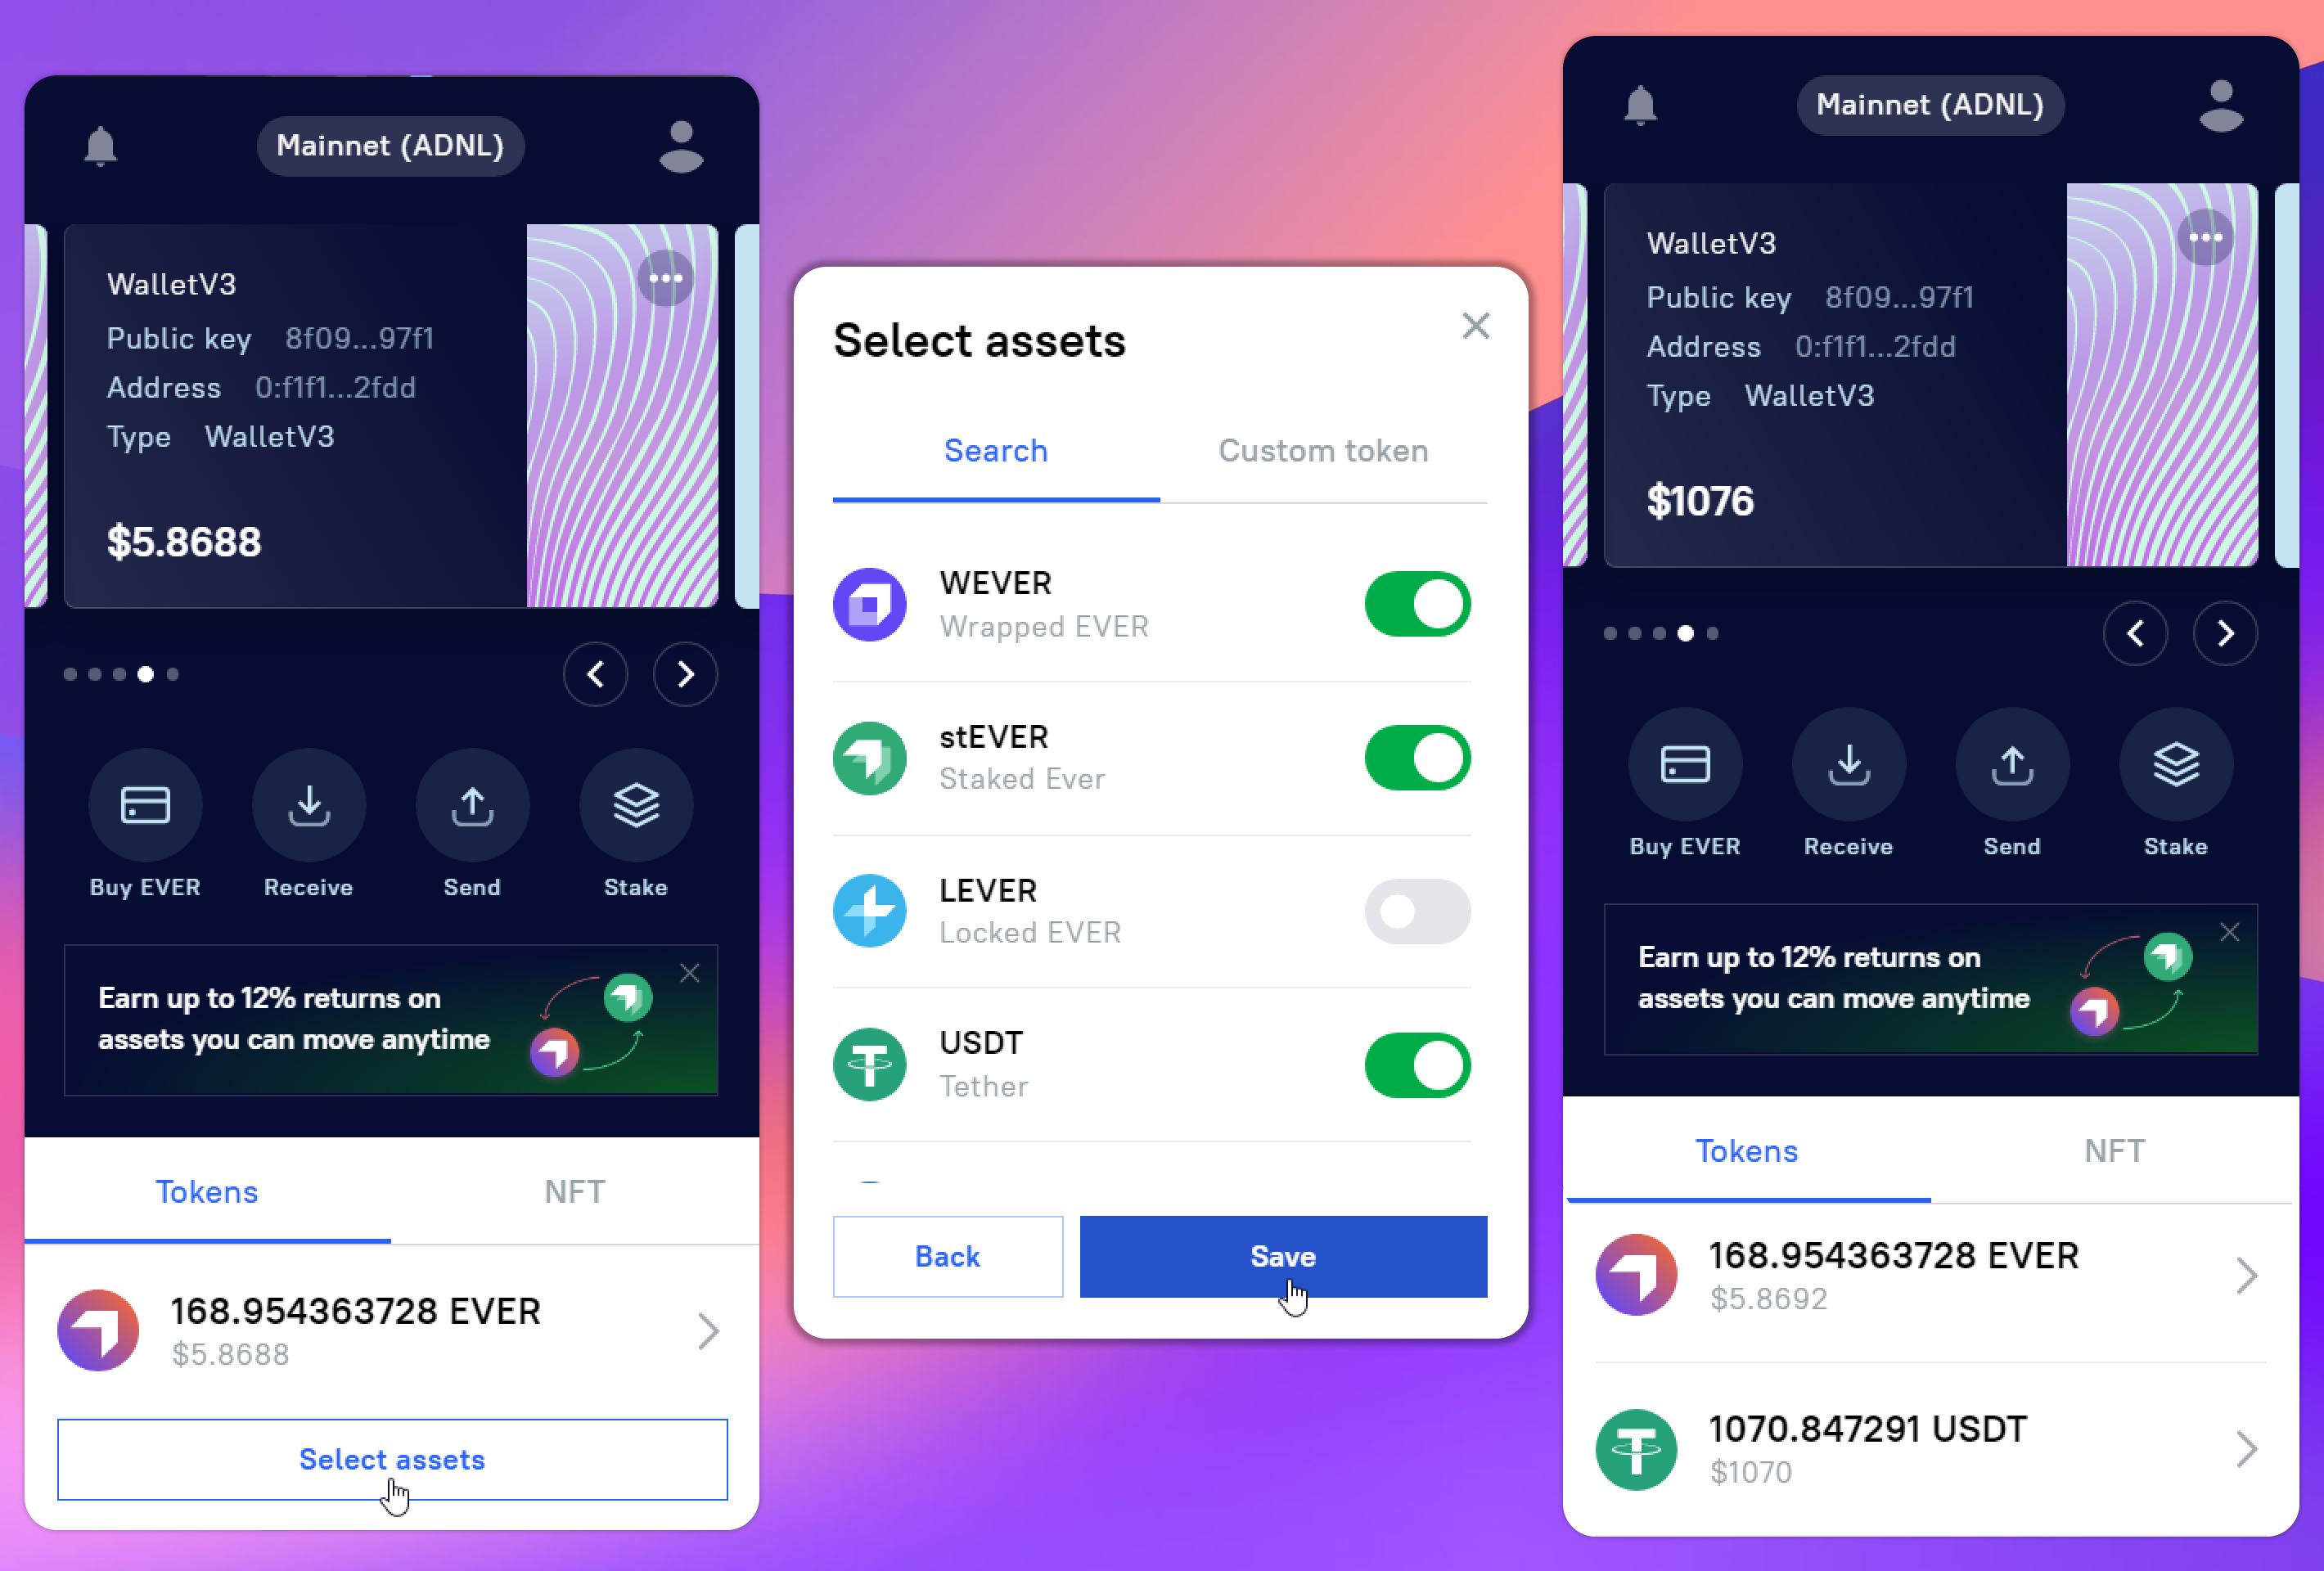 Mainnet (ADNL)
WalletV3
Public key 8f09...97f1
Address 0:f1f1...2fdd
Type WalletV3
$5.8688
Buy EVER Receive Send Stake
Earn up to 12% returns on
assets you can move anytime
Tokens NFT
168.954363728 EVER
$5.8688
Select assets
Select assets
Search Custom token
WEVER
Wrapped EVER
stEVER
Staked Ever
LEVER
Locked EVER
USDT
Tether
Back Save
Mainnet (ADNL)
WalletV3
Public key 8f09...97f1
Address 0:f1f1...2fdd
Type WalletV3
$1076
Buy EVER Receive Send Stake
Earn up to 12% returns on
assets you can move anytime
Tokens NFT
168.954363728 EVER
$5.8692
1070.847291 USDT
$1070